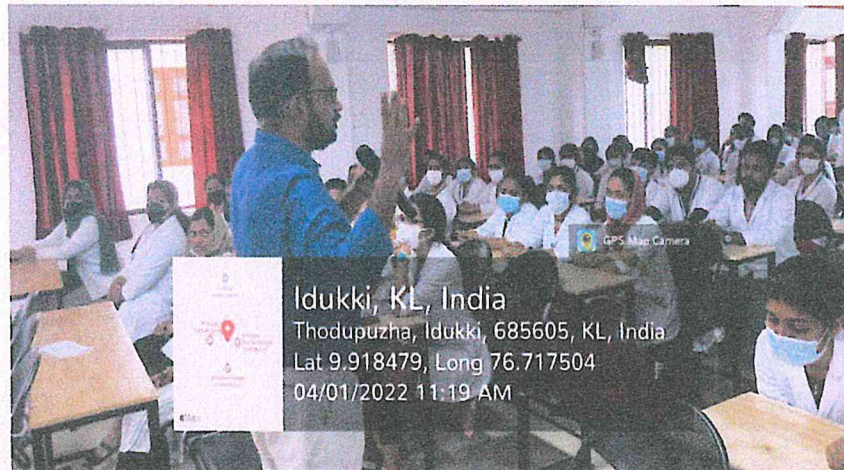 GPS Map Camera
Idukki, KL, India
Thodupuzha, Idukki, 685605, KL, India
Lat 9.918479, Long 76.717504
04/01/2022 11:19 AM